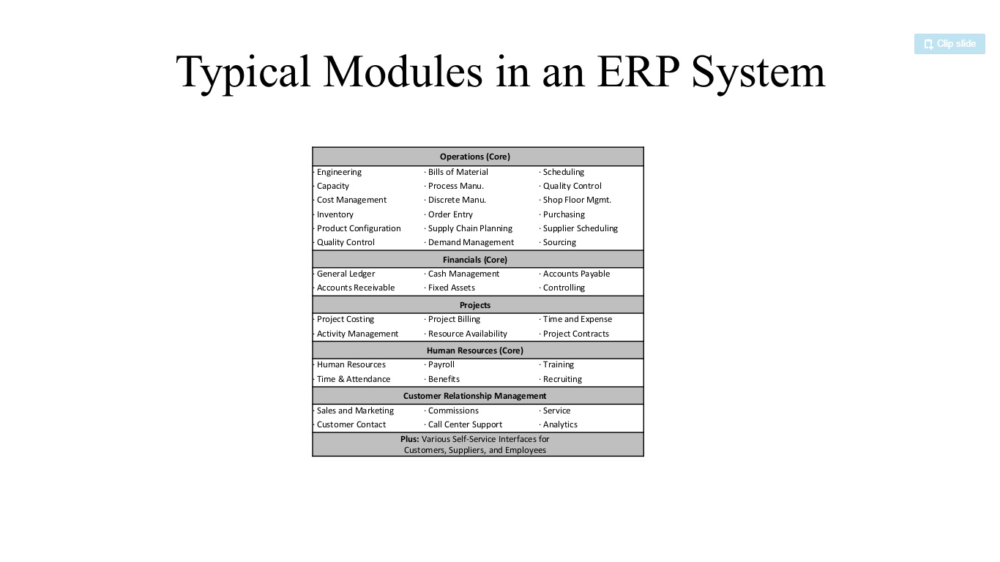 Clip slide
Typical Modules in an ERP System
Operations (Core)
· Engineering · Bills of Material · Scheduling
· Capacity · Process Manu. · Quality Control
· Cost Management · Discrete Manu. · Shop Floor Mgmt.
· Inventory · Order Entry · Purchasing
· Product Configuration · Supply Chain Planning · Supplier Scheduling
· Quality Control · Demand Management · Sourcing
Financials (Core)
· General Ledger · Cash Management · Accounts Payable
· Accounts Receivable · Fixed Assets · Controlling
Projects
· Project Costing · Project Billing · Time and Expense
· Activity Management · Resource Availability · Project Contracts
Human Resources (Core)
· Human Resources · Payroll · Training
· Time & Attendance · Benefits · Recruiting
Customer Relationship Management
· Sales and Marketing · Commissions · Service
· Customer Contact · Call Center Support · Analytics
Plus: Various Self-Service Interfaces for
Customers, Suppliers, and Employees